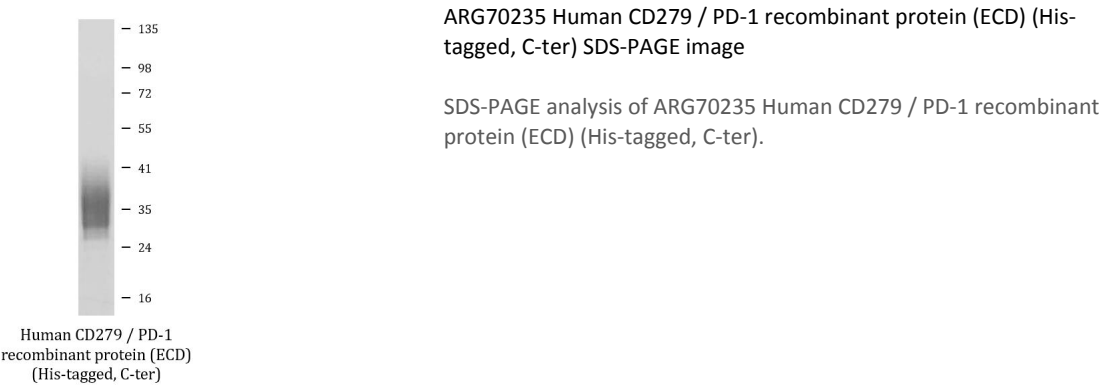 ARG70235 Human CD279 / PD-1 recombinant protein (ECD) (His-
tagged, C-ter) SDS-PAGE image
SDS-PAGE analysis of ARG70235 Human CD279 / PD-1 recombinant
protein (ECD) (His-tagged, C-ter).
– 135
– 98
– 72
– 55
– 41
– 35
– 24
– 16
Human CD279 / PD-1
recombinant protein (ECD)
(His-tagged, C-ter)